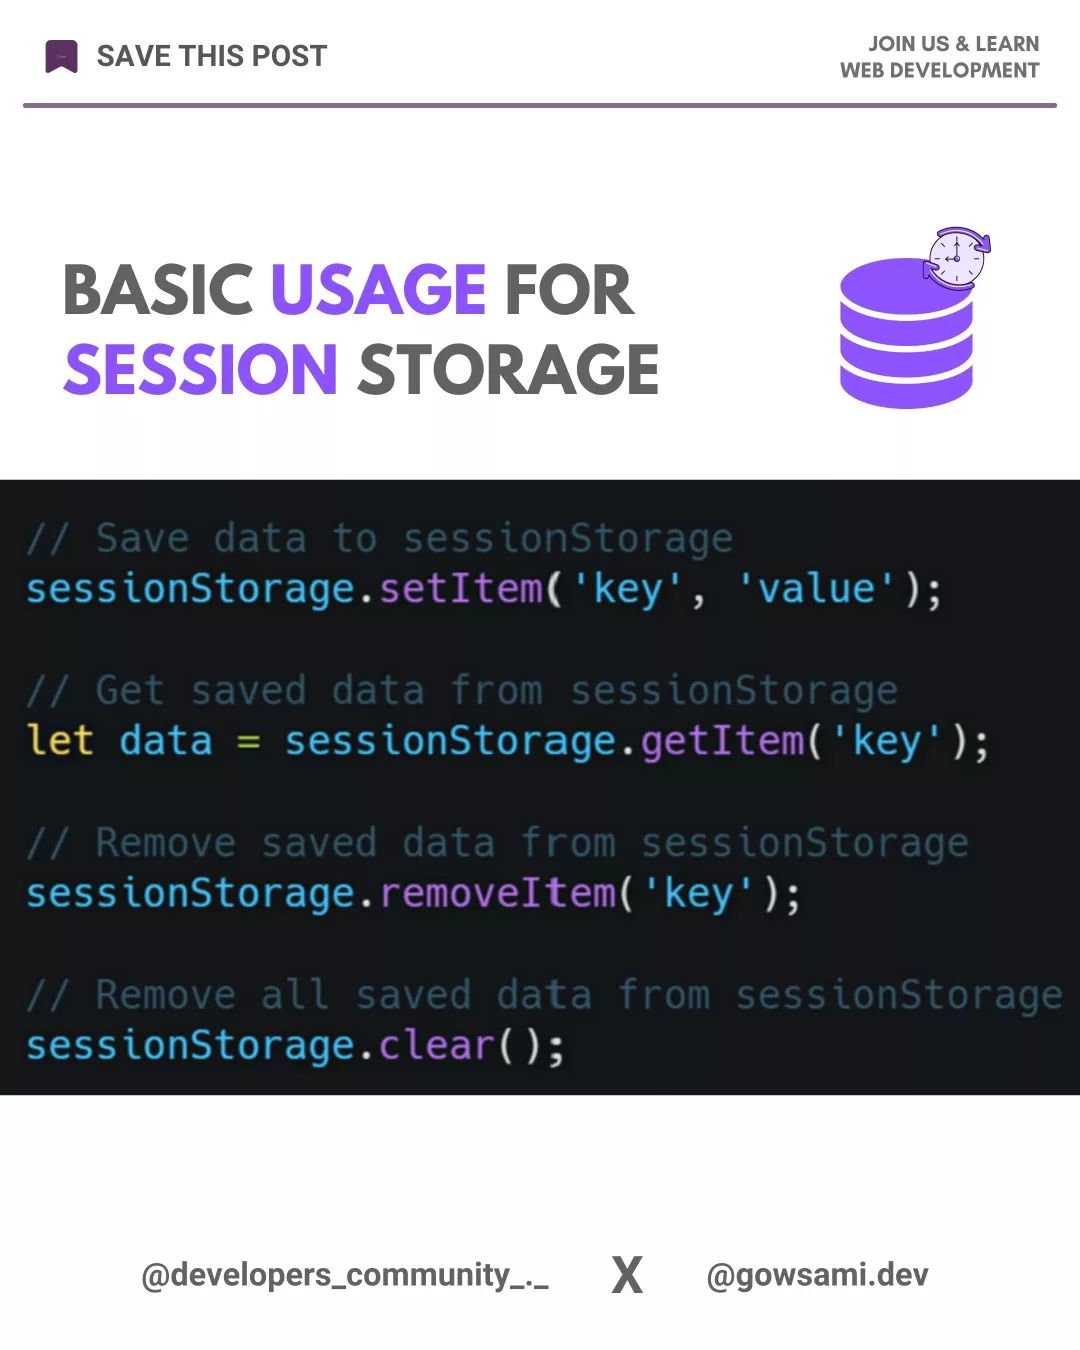 SAVE THIS POST
JOIN US & LEARN
WEB DEVELOPMENT
BASIC USAGE FOR
SESSION STORAGE
// Save data to sessionStorage
sessionStorage.setItem('key', 'value');
// Get saved data from sessionStorage
let data = sessionStorage.getItem('key');
// Remove saved data from sessionStorage
sessionStorage.removeItem('key');
// Remove all saved data from sessionStorage
sessionStorage.clear();
@developers_community_._ X @gowsami.dev